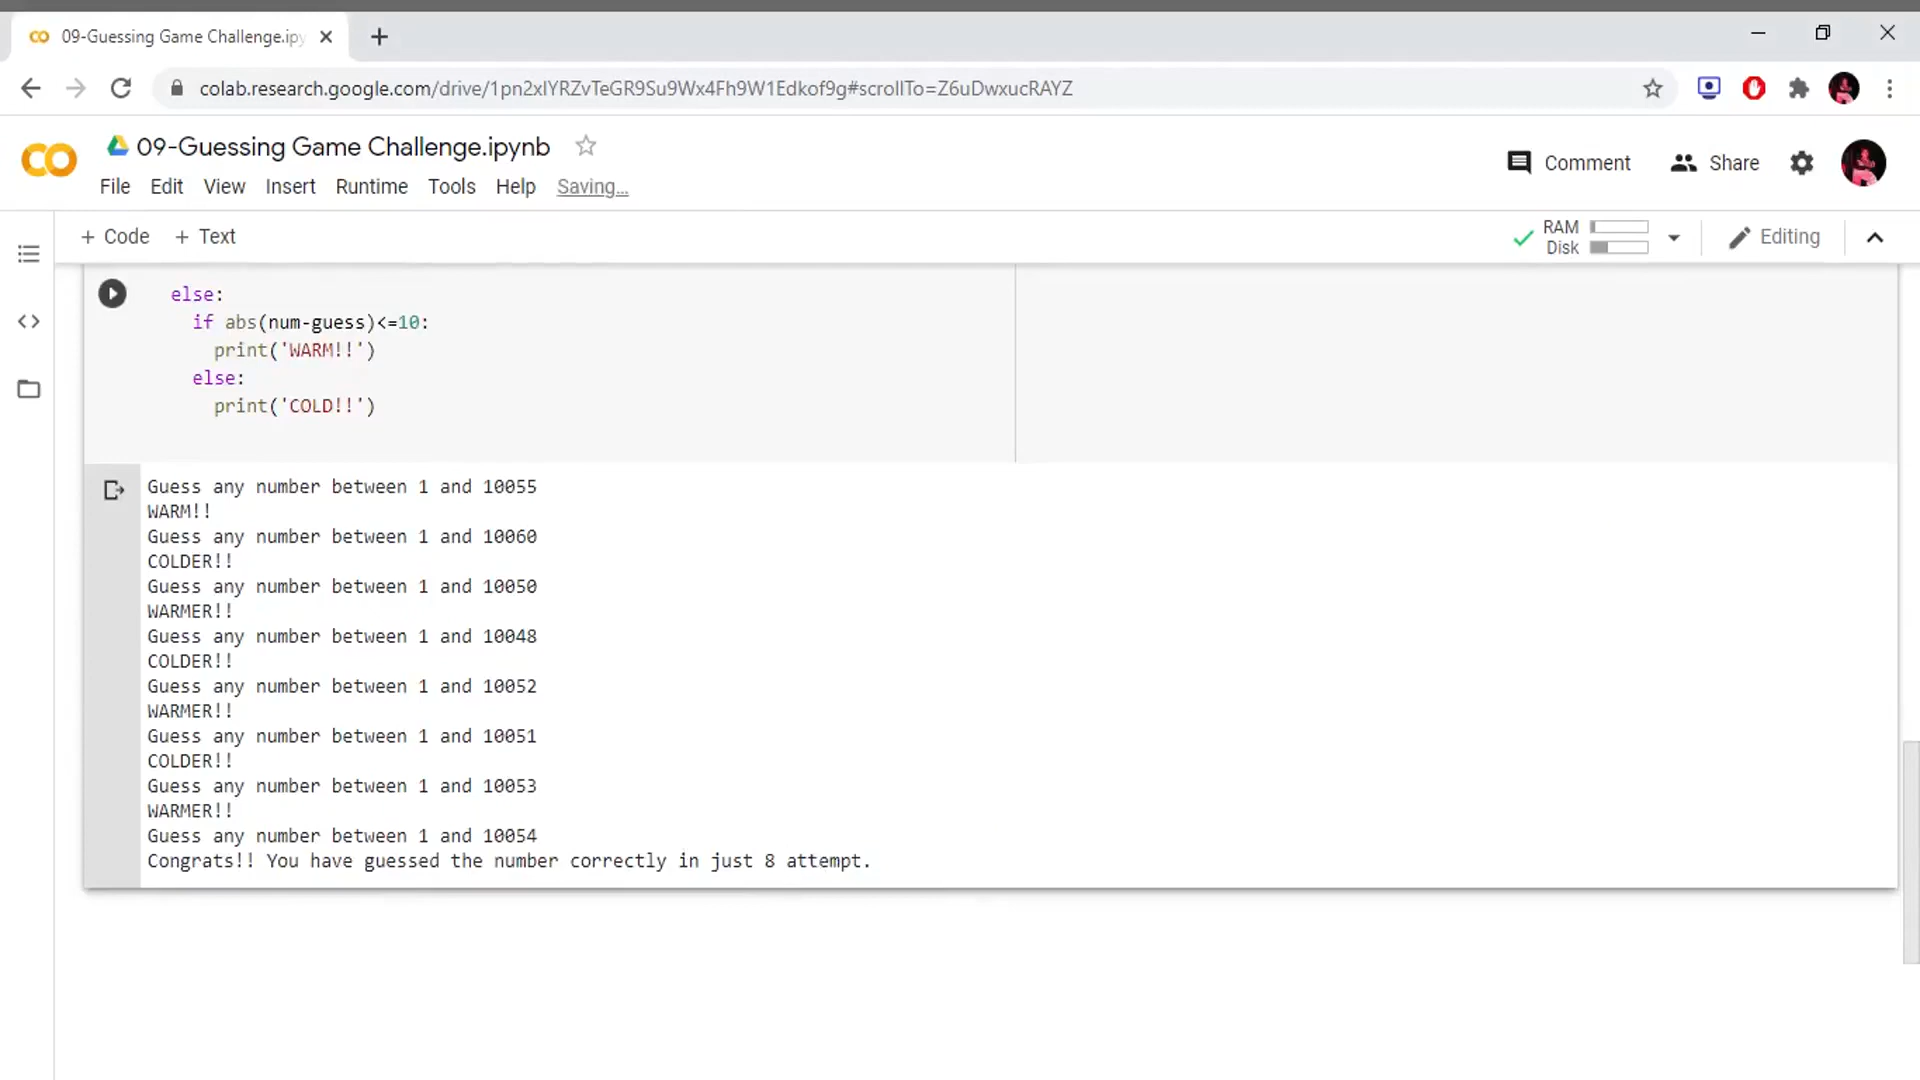 09-Guessing Game Challenge.ipy
colab.research.google.com/drive/1pn2xIYRZvTeGR9Su9Wx4Fh9W1Edkof9g#scrollTo=Z6uDwxucRAYZ
CO
09-Guessing Game Challenge.ipynb
Comment
Share
File Edit View Insert Runtime Tools Help Saving...
+ Code + Text
RAM
Disk
Editing
else:
if abs(num-guess)<=10:
print('WARM!!')
else:
print('COLD!!')
Guess any number between 1 and 10055
WARM!!
Guess any number between 1 and 10060
COLDER!!
Guess any number between 1 and 10050
WARMER!!
Guess any number between 1 and 10048
COLDER!!
Guess any number between 1 and 10052
WARMER!!
Guess any number between 1 and 10051
COLDER!!
Guess any number between 1 and 10053
WARMER!!
Guess any number between 1 and 10054
Congrats!! You have guessed the number correctly in just 8 attempt.